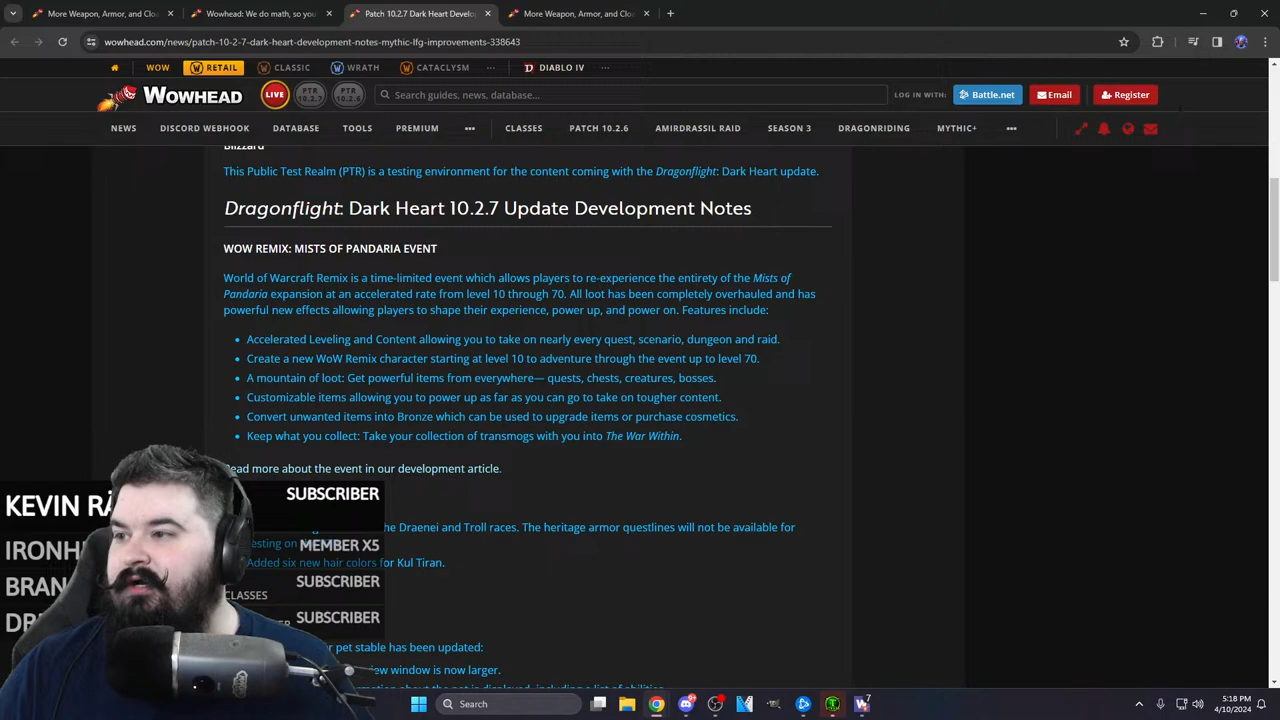 More Weapon, Armor, and Clo
Wowhead: We do math, so you
Patch 10.2.7 Dark Heart Develo
More Weapon, Armor, and Clo
wowhead.com/news/patch-10-2-7-dark-heart-development-notes-mythic-lfg-improvements-338643
WOW
RETAIL
CLASSIC
WRATH
CATACLYSM
DIABLO IV
WOWHEAD
LIVE
PTR 10.2.7
PTR 10.2.6
Search guides, news, database...
LOG IN WITH:
Battle.net
Email
Register
NEWS
DISCORD WEBHOOK
DATABASE
TOOLS
PREMIUM
CLASSES
PATCH 10.2.6
AMIRDRASSIL RAID
SEASON 3
DRAGONRIDING
MYTHIC+
Blizzard
This Public Test Realm (PTR) is a testing environment for the content coming with the Dragonflight: Dark Heart update.
Dragonflight: Dark Heart 10.2.7 Update Development Notes
WOW REMIX: MISTS OF PANDARIA EVENT
World of Warcraft Remix is a time-limited event which allows players to re-experience the entirety of the Mists of
Pandaria expansion at an accelerated rate from level 10 through 70. All loot has been completely overhauled and has
powerful new effects allowing players to shape their experience, power up, and power on. Features include:
• Accelerated Leveling and Content allowing you to take on nearly every quest, scenario, dungeon and raid.
• Create a new WoW Remix character starting at level 10 to adventure through the event up to level 70.
• A mountain of loot: Get powerful items from everywhere— quests, chests, creatures, bosses.
• Customizable items allowing you to power up as far as you can go to take on tougher content.
• Convert unwanted items into Bronze which can be used to upgrade items or purchase cosmetics.
• Keep what you collect: Take your collection of transmogs with you into The War Within.
Read more about the event in our development article.
KEVIN
SUBSCRIBER
he Draenei and Troll races. The heritage armor questlines will not be available for
esting on
IRONH
MEMBER X5
Added six new hair colors for Kul Tiran.
BRAN
SUBSCRIBER
CLASSES
SUBSCRIBER
r pet stable has been updated:
ew window is now larger.
Search
7
5:18 PM
4/10/2024